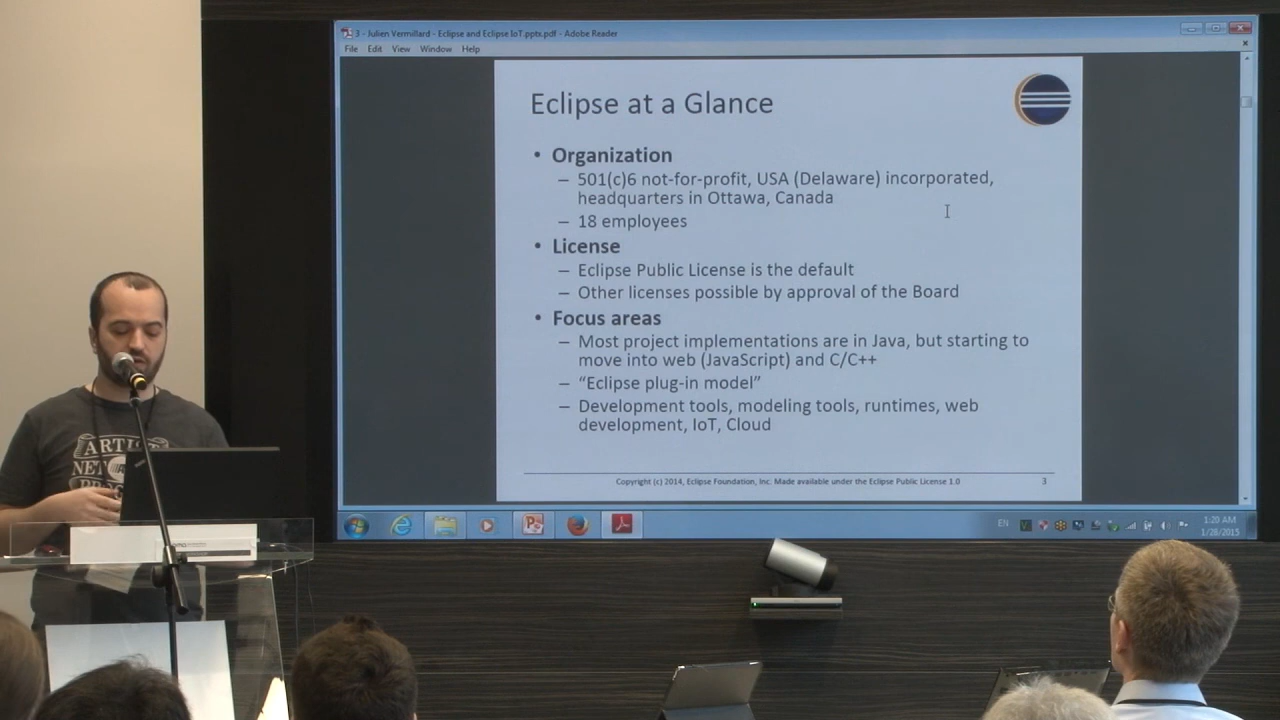 3 - Julien Vermillard - Eclipse and Eclipse IoT.pptx.pdf - Adobe Reader
File Edit View Window Help
Eclipse at a Glance
• Organization
– 501(c)6 not-for-profit, USA (Delaware) incorporated,
headquarters in Ottawa, Canada
– 18 employees
• License
– Eclipse Public License is the default
– Other licenses possible by approval of the Board
• Focus areas
– Most project implementations are in Java, but starting to
move into web (JavaScript) and C/C++
– “Eclipse plug-in model”
– Development tools, modeling tools, runtimes, web
development, IoT, Cloud
Copyright (c) 2014, Eclipse Foundation, Inc. Made available under the Eclipse Public License 1.0 3
EN 1:20 AM
1/28/2015
ARTIST
NET